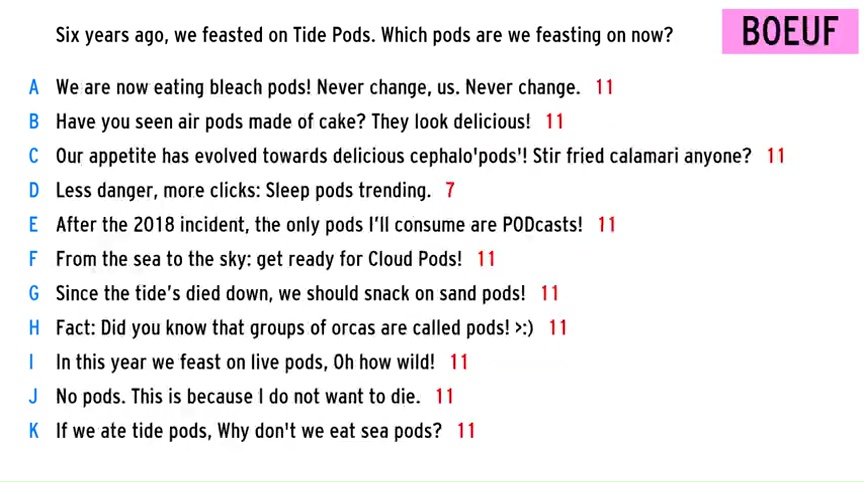 Six years ago, we feasted on Tide Pods. Which pods are we feasting on now?
BOEUF
A We are now eating bleach pods! Never change, us. Never change. 11
B Have you seen air pods made of cake? They look delicious! 11
C Our appetite has evolved towards delicious cephalo'pods'! Stir fried calamari anyone? 11
D Less danger, more clicks: Sleep pods trending. 7
E After the 2018 incident, the only pods I'll consume are PODcasts! 11
F From the sea to the sky: get ready for Cloud Pods! 11
G Since the tide's died down, we should snack on sand pods! 11
H Fact: Did you know that groups of orcas are called pods! >:) 11
I In this year we feast on live pods, Oh how wild! 11
J No pods. This is because I do not want to die. 11
K If we ate tide pods, Why don't we eat sea pods? 11